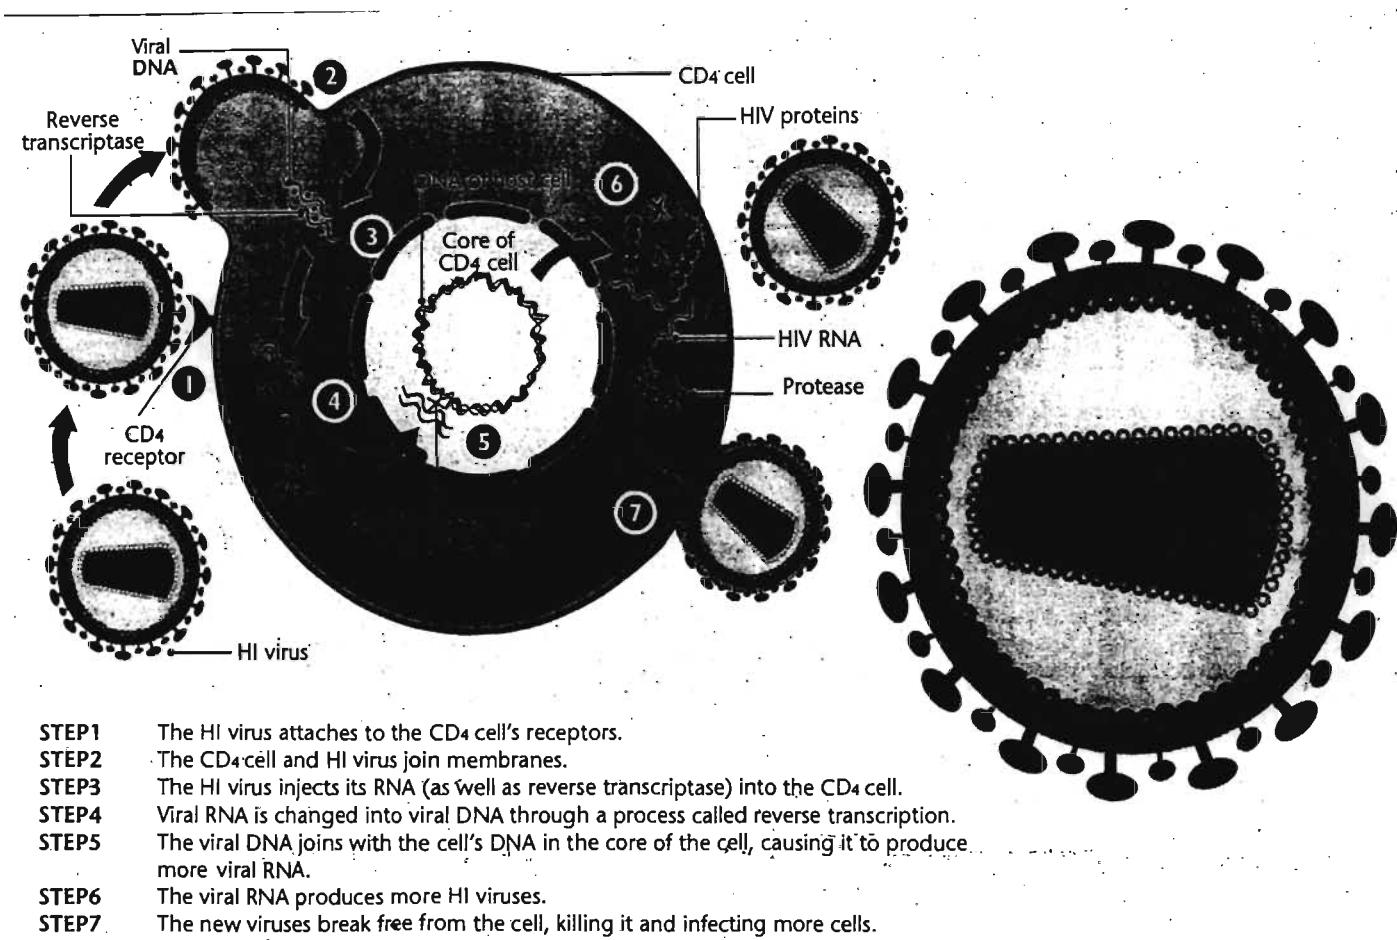 Viral
DNA
2
CD4 cell
Reverse
transcriptase
HIV proteins
DNA of host cell
6
3
Core of
CD4 cell
HIV RNA
1
Protease
4
CD4
receptor
5
7
HI virus
STEP1 The HI virus attaches to the CD4 cell's receptors.
STEP2 The CD4 cell and HI virus join membranes.
STEP3 The HI virus injects its RNA (as well as reverse transcriptase) into the CD4 cell.
STEP4 Viral RNA is changed into viral DNA through a process called reverse transcription.
STEP5 The viral DNA joins with the cell's DNA in the core of the cell, causing it to produce
more viral RNA.
STEP6 The viral RNA produces more HI viruses.
STEP7 The new viruses break free from the cell, killing it and infecting more cells.